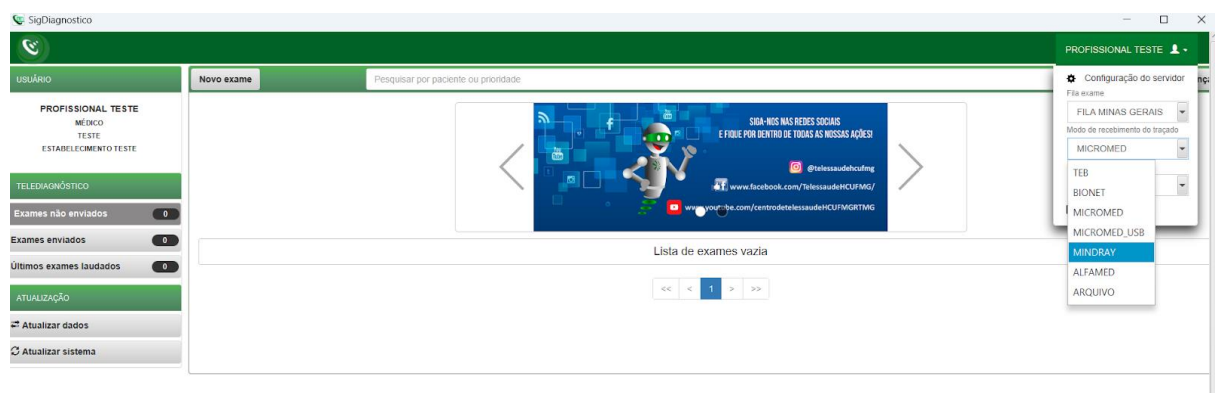 SigDiagnostico
PROFISSIONAL TESTE
USUÁRIO
PROFISSIONAL TESTE
MÉDICO
TESTE
ESTABELECIMENTO TESTE
TELEDIAGNÓSTICO
Exames não enviados 0
Exames enviados 0
Últimos exames laudados 0
ATUALIZAÇÃO
Atualizar dados
Atualizar sistema
Novo exame
Pesquisar por paciente ou prioridade
SIGA-NOS NAS REDES SOCIAIS
E FIQUE POR DENTRO DE TODAS AS NOSSAS AÇÕES!
@telessaudehcufmg
www.facebook.com/TelessaudeHCUFMG/
www.youtube.com/centrodetelessaudeHCUFMGRTMG
Lista de exames vazia
<< < 1 > >>
Configuração do servidor
Fila exame
FILA MINAS GERAIS
Modo de recebimento do traçado
MICROMED
TEB
BIONET
MICROMED
MICROMED_USB
MINDRAY
ALFAMED
ARQUIVO